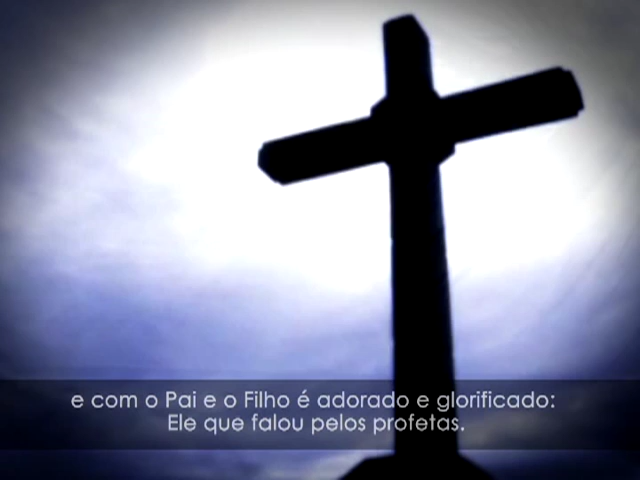 e com o Pai e o Filho é adorado e glorificado:
Ele que falou pelos profetas.